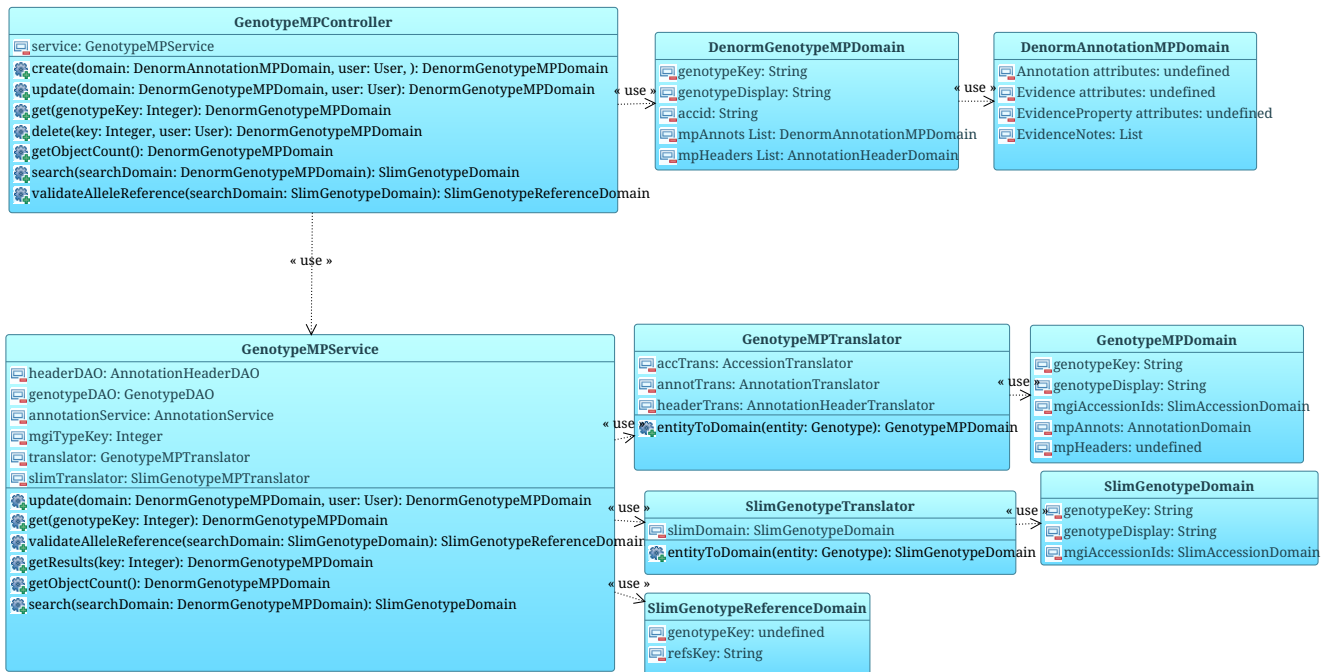 GenotypeMPController
service: GenotypeMPService
create(domain: DenormAnnotationMPDomain, user: User, ): DenormGenotypeMPDomain
update(domain: DenormGenotypeMPDomain, user: User): DenormGenotypeMPDomain
get(genotypeKey: Integer): DenormGenotypeMPDomain
delete(key: Integer, user: User): DenormGenotypeMPDomain
getObjectCount(): DenormGenotypeMPDomain
search(searchDomain: DenormGenotypeMPDomain): SlimGenotypeDomain
validateAlleleReference(searchDomain: SlimGenotypeDomain): SlimGenotypeReferenceDomain
« use »
DenormGenotypeMPDomain
genotypeKey: String
genotypeDisplay: String
accid: String
mpAnnots List: DenormAnnotationMPDomain
mpHeaders List: AnnotationHeaderDomain
« use »
DenormAnnotationMPDomain
Annotation attributes: undefined
Evidence attributes: undefined
EvidenceProperty attributes: undefined
EvidenceNotes: List
« use »
GenotypeMPService
headerDAO: AnnotationHeaderDAO
genotypeDAO: GenotypeDAO
annotationService: AnnotationService
mgiTypeKey: Integer
translator: GenotypeMPTranslator
slimTranslator: SlimGenotypeMPTranslator
update(domain: DenormGenotypeMPDomain, user: User): DenormGenotypeMPDomain
get(genotypeKey: Integer): DenormGenotypeMPDomain
validateAlleleReference(searchDomain: SlimGenotypeDomain): SlimGenotypeReferenceDomain
getResults(key: Integer): DenormGenotypeMPDomain
getObjectCount(): DenormGenotypeMPDomain
search(searchDomain: DenormGenotypeMPDomain): SlimGenotypeDomain
« use »
GenotypeMPTranslator
accTrans: AccessionTranslator
annotTrans: AnnotationTranslator
headerTrans: AnnotationHeaderTranslator
entityToDomain(entity: Genotype): GenotypeMPDomain
« use »
GenotypeMPDomain
genotypeKey: String
genotypeDisplay: String
mgiAccessionIds: SlimAccessionDomain
mpAnnots: AnnotationDomain
mpHeaders: undefined
« use »
SlimGenotypeTranslator
slimDomain: SlimGenotypeDomain
entityToDomain(entity: Genotype): SlimGenotypeDomain
« use »
SlimGenotypeDomain
genotypeKey: String
genotypeDisplay: String
mgiAccessionIds: SlimAccessionDomain
« use »
SlimGenotypeReferenceDomain
genotypeKey: undefined
refsKey: String